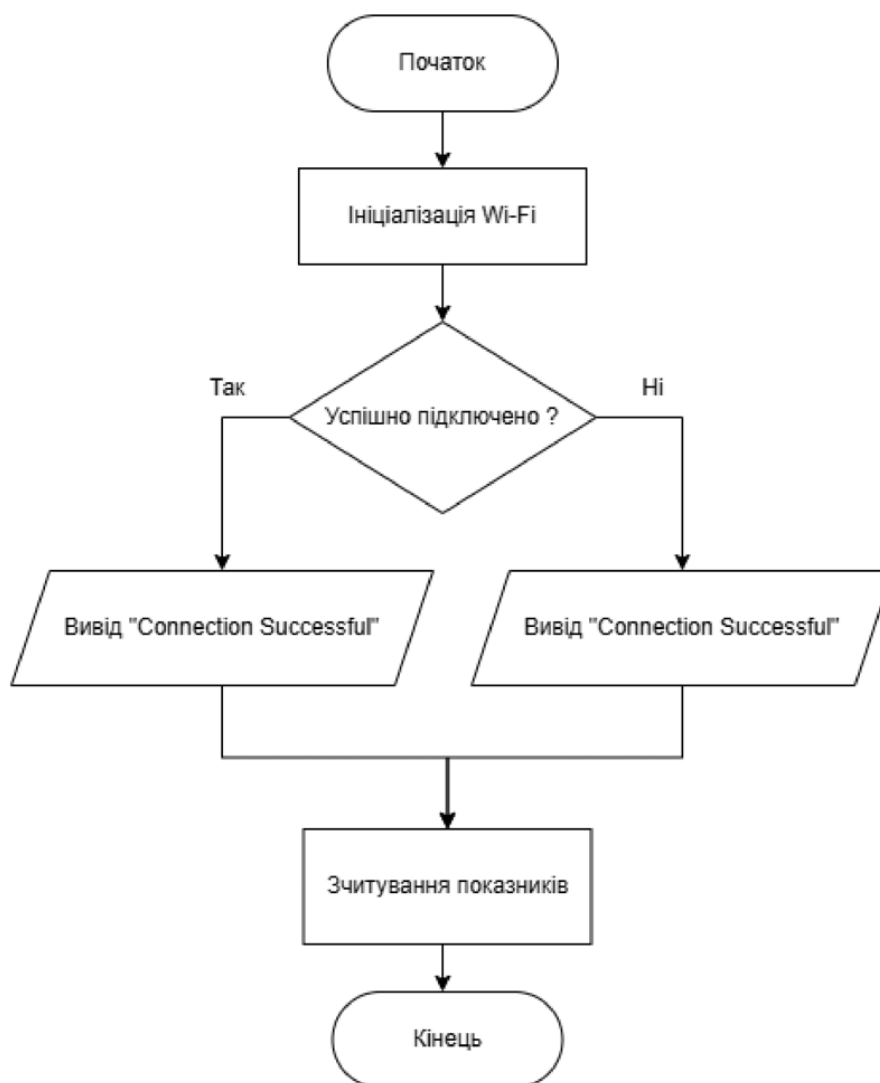 Початок
Ініціалізація Wi-Fi
Так
Ні
Успішно підключено ?
Вивід "Connection Successful"
Вивід "Connection Successful"
Зчитування показників
Кінець